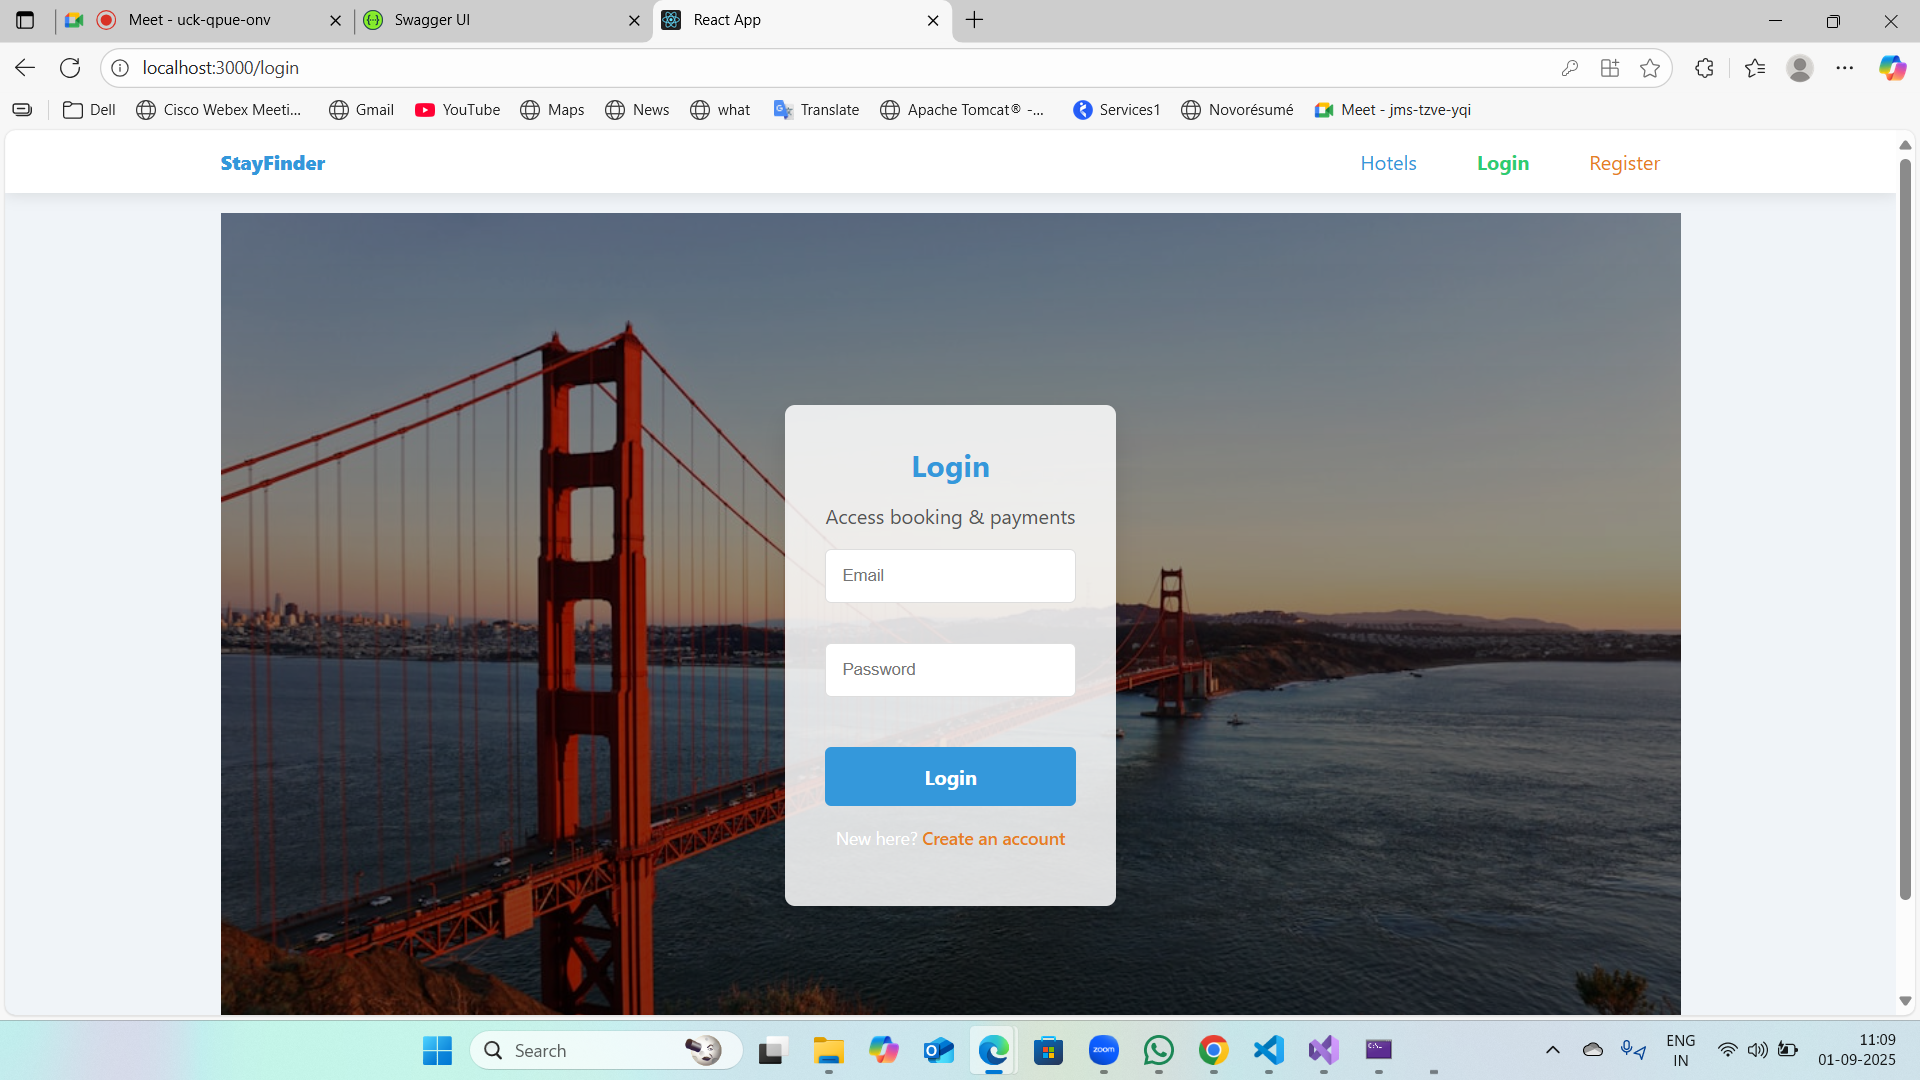 Meet - uck-qpue-onv
Swagger UI
React App
localhost:3000/login
Dell
Cisco Webex Meeti...
Gmail
YouTube
Maps
News
what
Translate
Apache Tomcat® -...
Services1
Novorésumé
Meet - jms-tzve-yqi
StayFinder
Hotels
Login
Register
Login
Access booking & payments
Email
Password
Login
New here? Create an account
Search
zoom
ENG
IN
11:09
01-09-2025